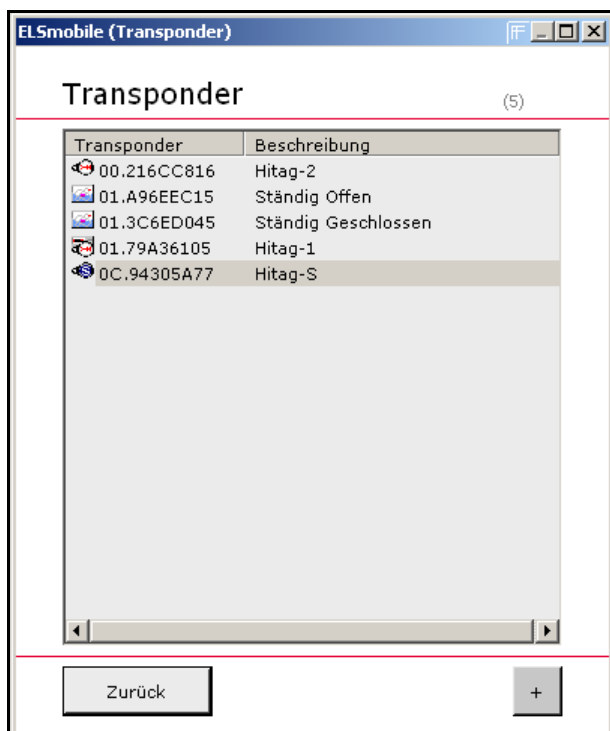 ELSmobile (Transponder)
Transponder (5)
Transponder Beschreibung
00.216CC816 Hitag-2
01.A96EEC15 Ständig Offen
01.3C6ED045 Ständig Geschlossen
01.79A36105 Hitag-1
0C.94305A77 Hitag-S
Zurück +